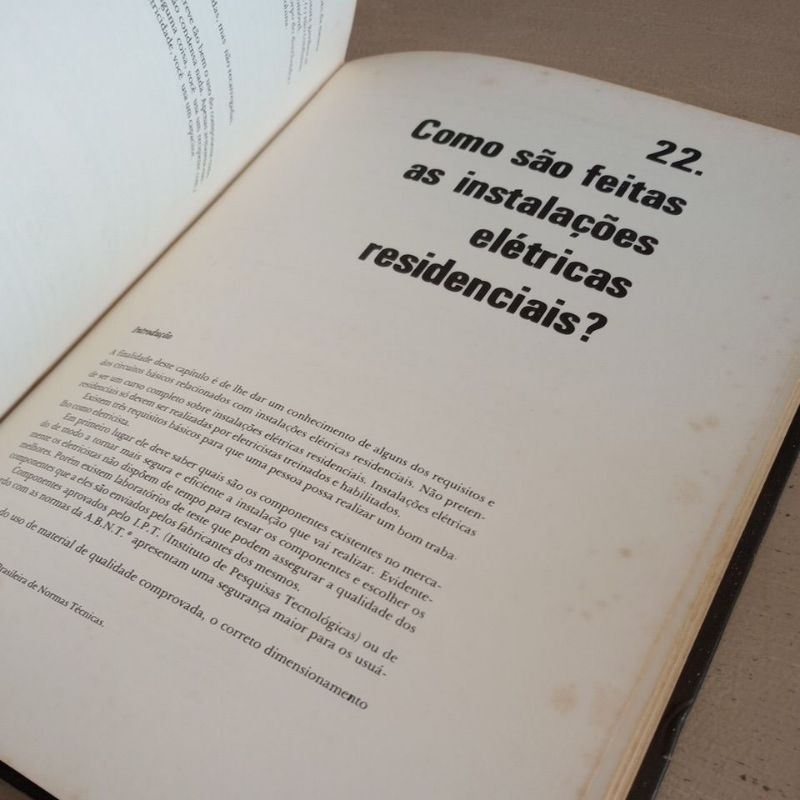 22.
Como são feitas
as instalações
elétricas
residenciais?
Introdução
A finalidade deste capítulo é de lhe dar um conhecimento de alguns dos requisitos e
dos circuitos básicos relacionados com instalações elétricas residenciais. Não preten-
de ser um curso completo sobre instalações elétricas residenciais. Instalações elétricas
residenciais só devem ser realizadas por eletricistas treinados e habilitados.
Existem três requisitos básicos para que uma pessoa possa realizar um bom traba-
lho como eletricista.
Em primeiro lugar ele deve saber quais são os componentes existentes no merca-
do de modo a tornar mais segura e eficiente a instalação que vai realizar. Evidente-
mente os eletricistas não dispõem de tempo para testar os componentes e escolher os
melhores. Porém existem laboratórios de teste que podem assegurar a qualidade dos
componentes que a eles são enviados pelos fabricantes dos mesmos.
Componentes aprovados pelo I.P.T. (Instituto de Pesquisas Tecnológicas) ou de
do com as normas da A.B.N.T.* apresentam uma segurança maior para os usuá-
do uso de material de qualidade comprovada, o correto dimensionamento
Brasileira de Normas Técnicas.